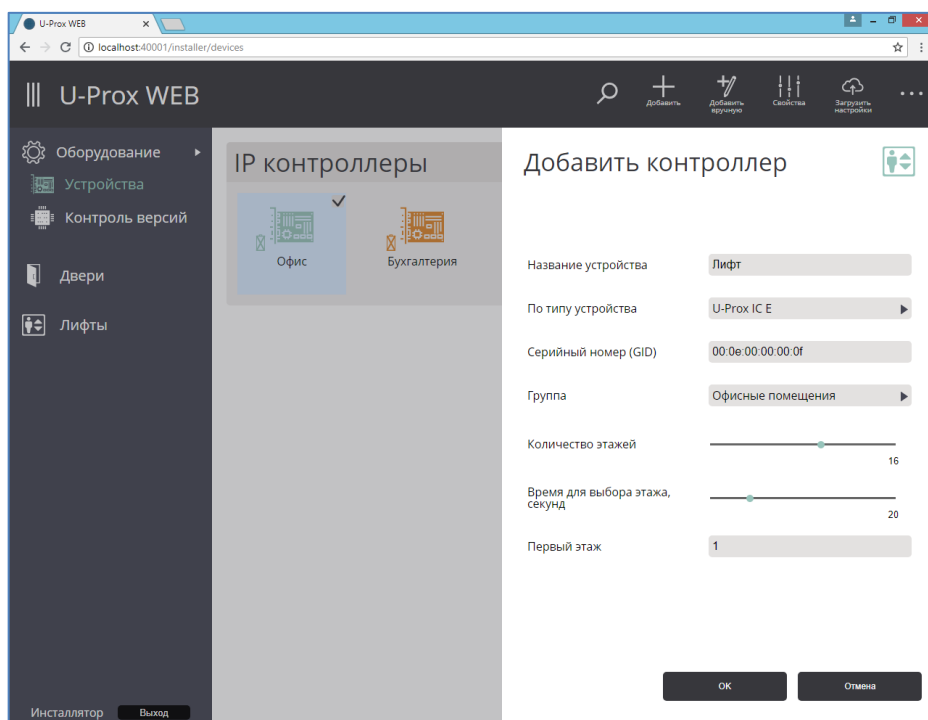 U-Prox WEB
localhost:40001/installer/devices
U-Prox WEB
Добавить
Добавить вручную
Свойства
Загрузить настройки
Оборудование
Устройства
Контроль версий
Двери
Лифты
Инсталлятор
Выход
IP контроллеры
Офис
Бухгалтерия
Добавить контроллер
Название устройства
Лифт
По типу устройства
U-Prox IC E
Серийный номер (GID)
00:0e:00:00:00:0f
Группа
Офисные помещения
Количество этажей
16
Время для выбора этажа,
секунд
20
Первый этаж
1
OK
Отмена